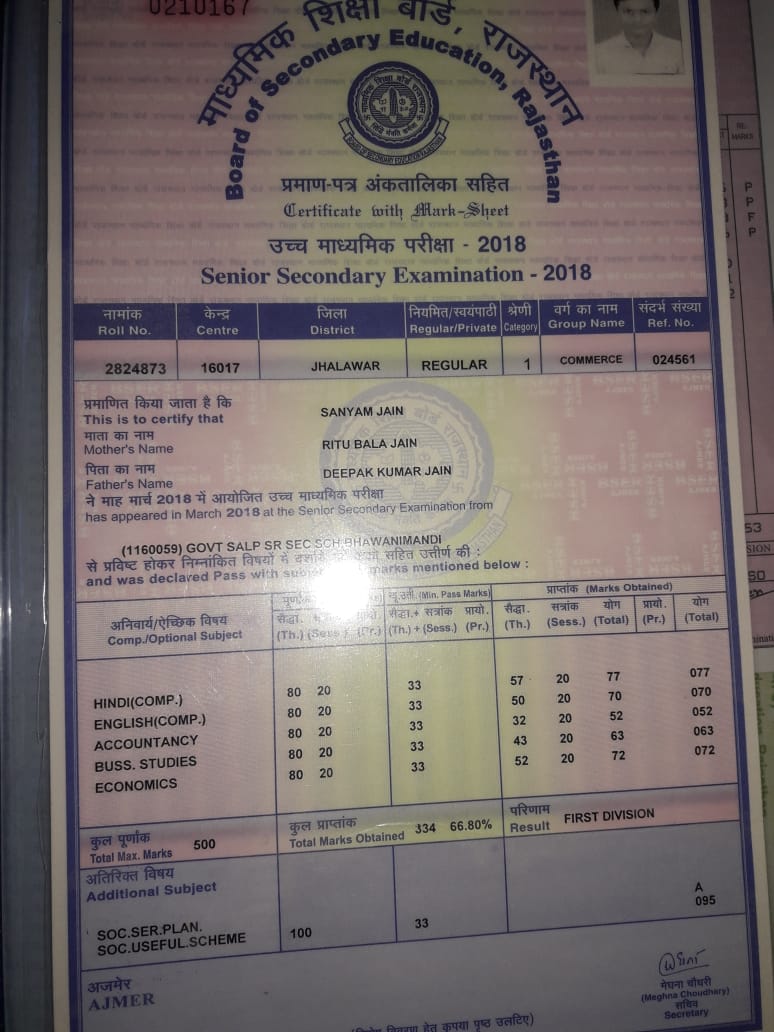 0210167
माध्यमिक शिक्षा बोर्ड, राजस्थान
Board of Secondary Education, Rajasthan
प्रमाण-पत्र अंकतालिका सहित
Certificate with Mark-Sheet
उच्च माध्यमिक परीक्षा - 2018
Senior Secondary Examination - 2018
नामांक केन्द्र जिला नियमित/स्वयंपाठी श्रेणी वर्ग का नाम संदर्भ संख्या
Roll No. Centre District Regular/Private Category Group Name Ref. No.
2824873 16017 JHALAWAR REGULAR 1 COMMERCE 024561
प्रमाणित किया जाता है कि
This is to certify that SANYAM JAIN
माता का नाम
Mother's Name RITU BALA JAIN
पिता का नाम
Father's Name DEEPAK KUMAR JAIN
ने माह मार्च 2018 में आयोजित उच्च माध्यमिक परीक्षा
has appeared in March 2018 at the Senior Secondary Examination from
(1160059) GOVT SALP SR SEC SCH BHAWANIMANDI
से प्रविष्ट होकर निम्नांकित विषयों में सहित उत्तीर्ण की :
and was declared Pass with marks mentioned below :
अनिवार्य/ऐच्छिक विषय
Comp./Optional Subject
(Min. Pass Marks) प्राप्तांक (Marks Obtained)
सैद्धा. सैद्धा.+ सत्रांक प्रायो. सैद्धा. सत्रांक योग प्रायो. योग
(Th.) (Sess.) (Pr.) (Th.) + (Sess.) (Pr.) (Th.) (Sess.) (Total) (Pr.) (Total)
HINDI(COMP.) 80 20 33 57 20 77 077
ENGLISH(COMP.) 80 20 33 50 20 70 070
ACCOUNTANCY 80 20 33 32 20 52 052
BUSS. STUDIES 80 20 33 43 20 63 063
ECONOMICS 80 20 33 52 20 72 072
कुल पूर्णांक कुल प्राप्तांक परिणाम
Total Max. Marks 500 Total Marks Obtained 334 66.80% Result FIRST DIVISION
अतिरिक्त विषय
Additional Subject
A
SOC.SER.PLAN. 095
SOC.USEFUL.SCHEME 100 33
अजमेर
AJMER
मेघना चौधरी
(Meghna Choudhary)
सचिव
Secretary
हेतु कृपया पृष्ठ उलटिए)